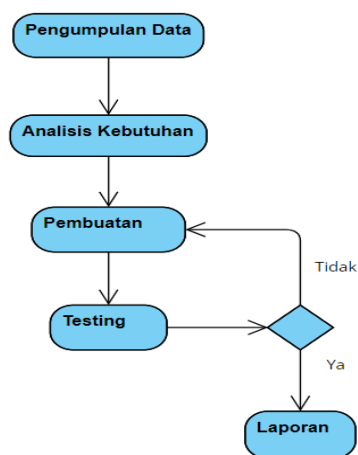 Pengumpulan Data
Analisis Kebutuhan
Pembuatan
Tidak
Testing
Ya
Laporan